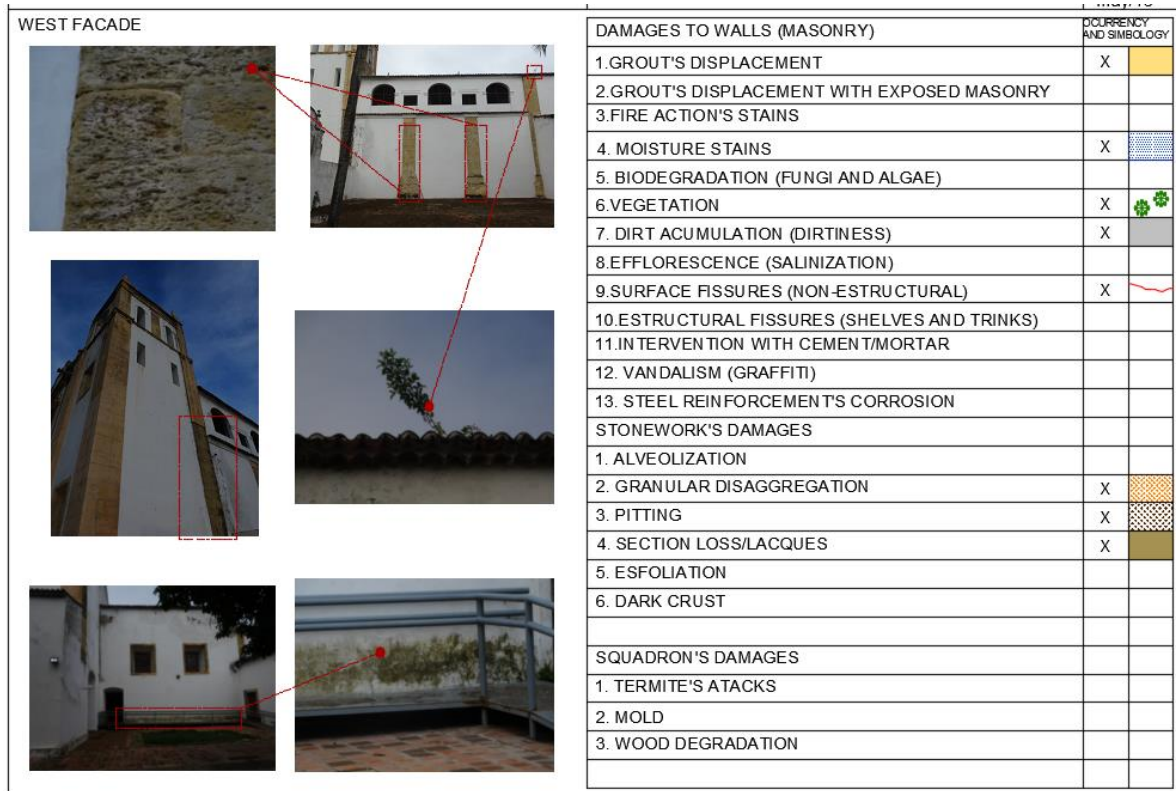 WEST FACADE
DAMAGES TO WALLS (MASONRY)
OCURRENCY
AND SIMBOLOGY
1.GROUT'S DISPLACEMENT X
2.GROUT'S DISPLACEMENT WITH EXPOSED MASONRY
3.FIRE ACTION'S STAINS
4. MOISTURE STAINS X
5. BIODEGRADATION (FUNGI AND ALGAE)
6.VEGETATION X
7. DIRT ACUMULATION (DIRTINESS) X
8.EFFLORESCENCE (SALINIZATION)
9.SURFACE FISSURES (NON-ESTRUCTURAL) X
10.ESTRUCTURAL FISSURES (SHELVES AND TRINKS)
11.INTERVENTION WITH CEMENT/MORTAR
12. VANDALISM (GRAFFITI)
13. STEEL REINFORCEMENT'S CORROSION
STONEWORK'S DAMAGES
1. ALVEOLIZATION
2. GRANULAR DISAGGREGATION X
3. PITTING X
4. SECTION LOSS/LACQUES X
5. ESFOLIATION
6. DARK CRUST
SQUADRON'S DAMAGES
1. TERMITE'S ATACKS
2. MOLD
3. WOOD DEGRADATION